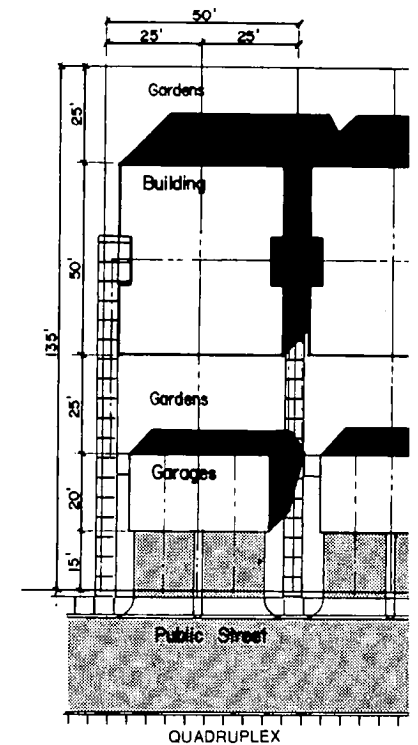 50'
25' 25'
Gardens
25'
Building
50'
135'
Gardens
25'
Garages
20'
15'
Public Street
QUADRUPLEX